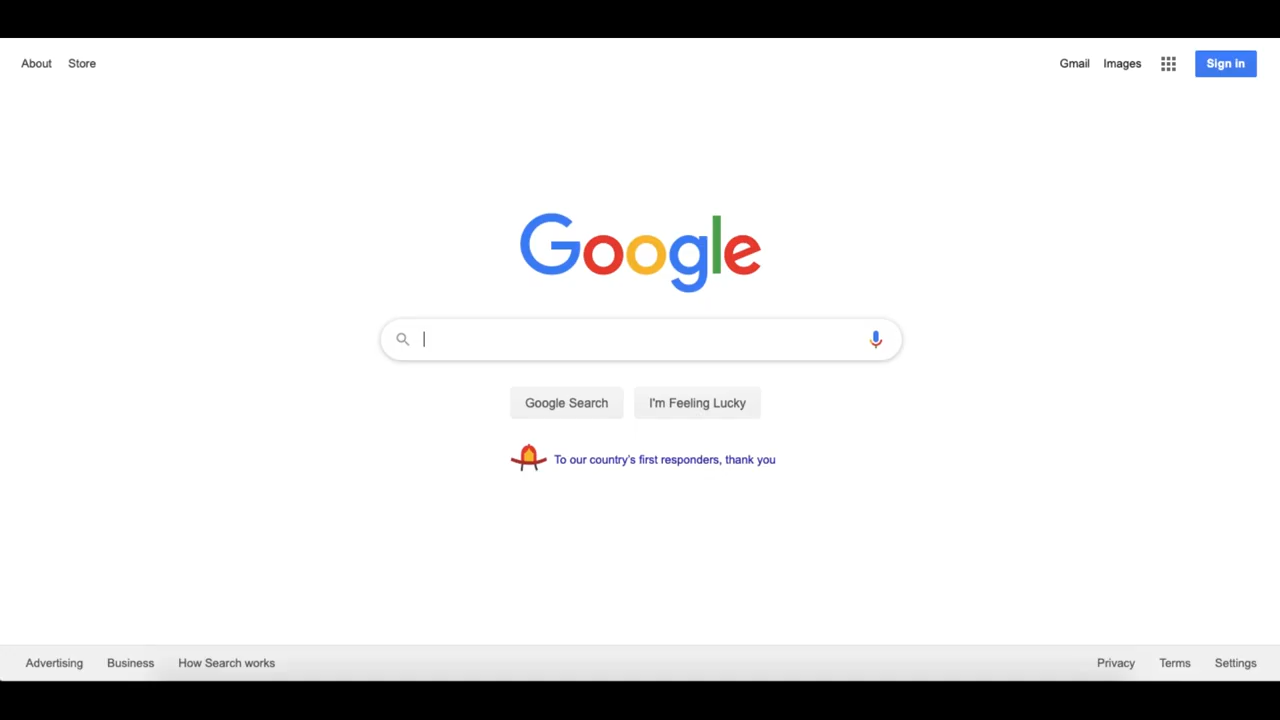 About Store
Gmail Images Sign in
Google
Google Search I'm Feeling Lucky
To our country's first responders, thank you
Advertising Business How Search works
Privacy Terms Settings